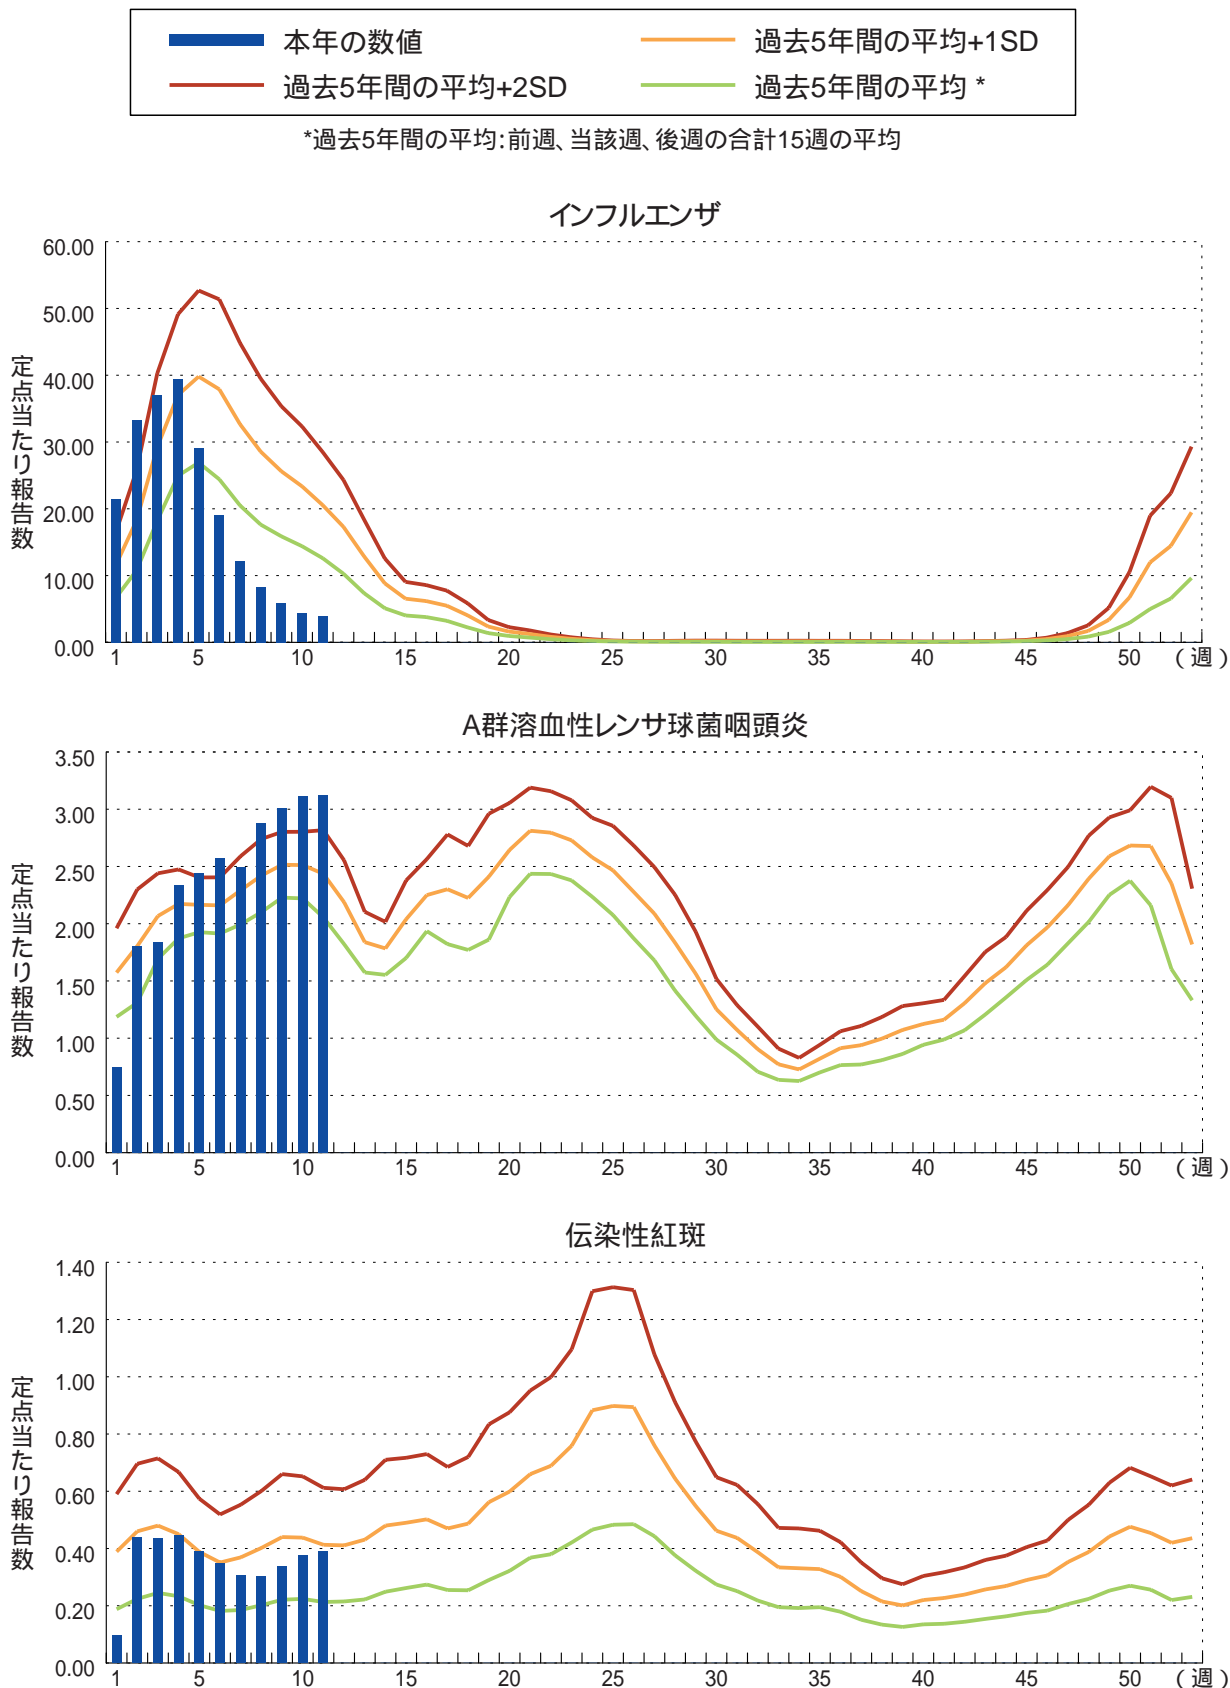 本年の数値
過去5年間の平均+1SD
過去5年間の平均+2SD
過去5年間の平均 *
*過去5年間の平均:前週、当該週、後週の合計15週の平均
インフルエンザ
定点当たり報告数
60.00
50.00
40.00
30.00
20.00
10.00
0.00
1 5 10 15 20 25 30 35 40 45 50 (週)
A群溶血性レンサ球菌咽頭炎
定点当たり報告数
3.50
3.00
2.50
2.00
1.50
1.00
0.50
0.00
1 5 10 15 20 25 30 35 40 45 50 (週)
伝染性紅斑
定点当たり報告数
1.40
1.20
1.00
0.80
0.60
0.40
0.20
0.00
1 5 10 15 20 25 30 35 40 45 50 (週)